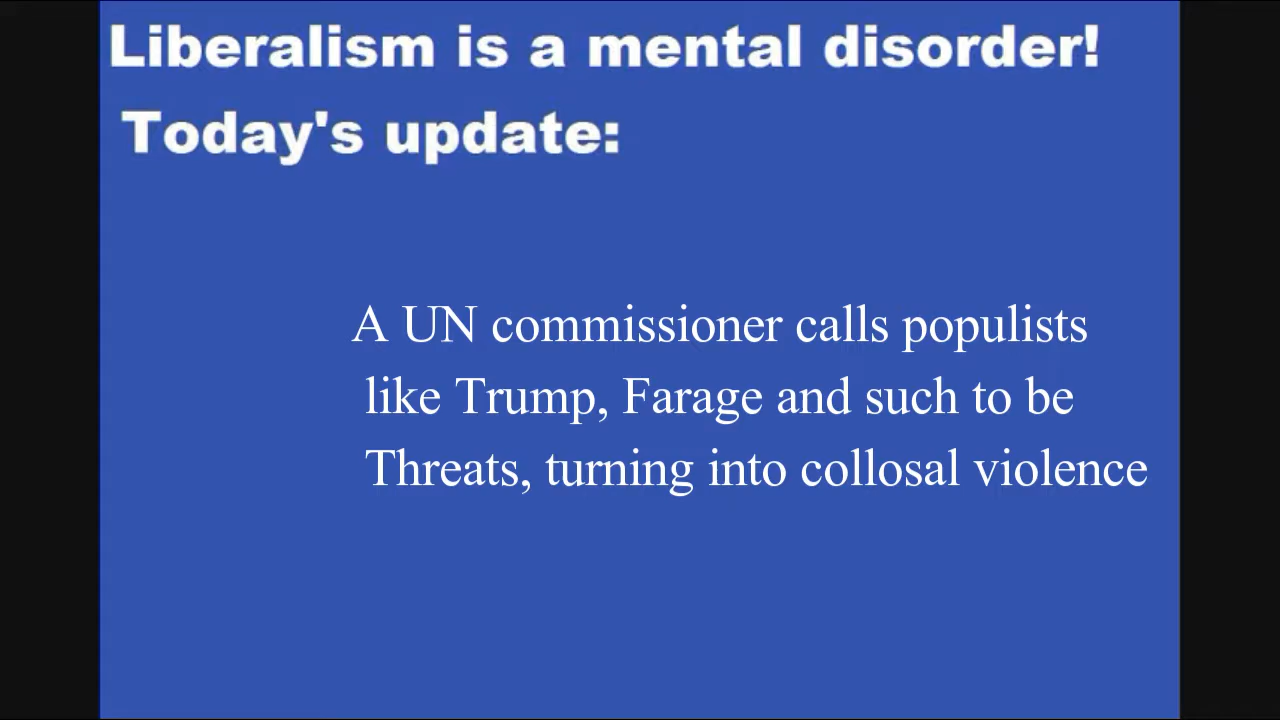 Liberalism is a mental disorder!
Today's update:
A UN commissioner calls populists
like Trump, Farage and such to be
Threats, turning into collosal violence